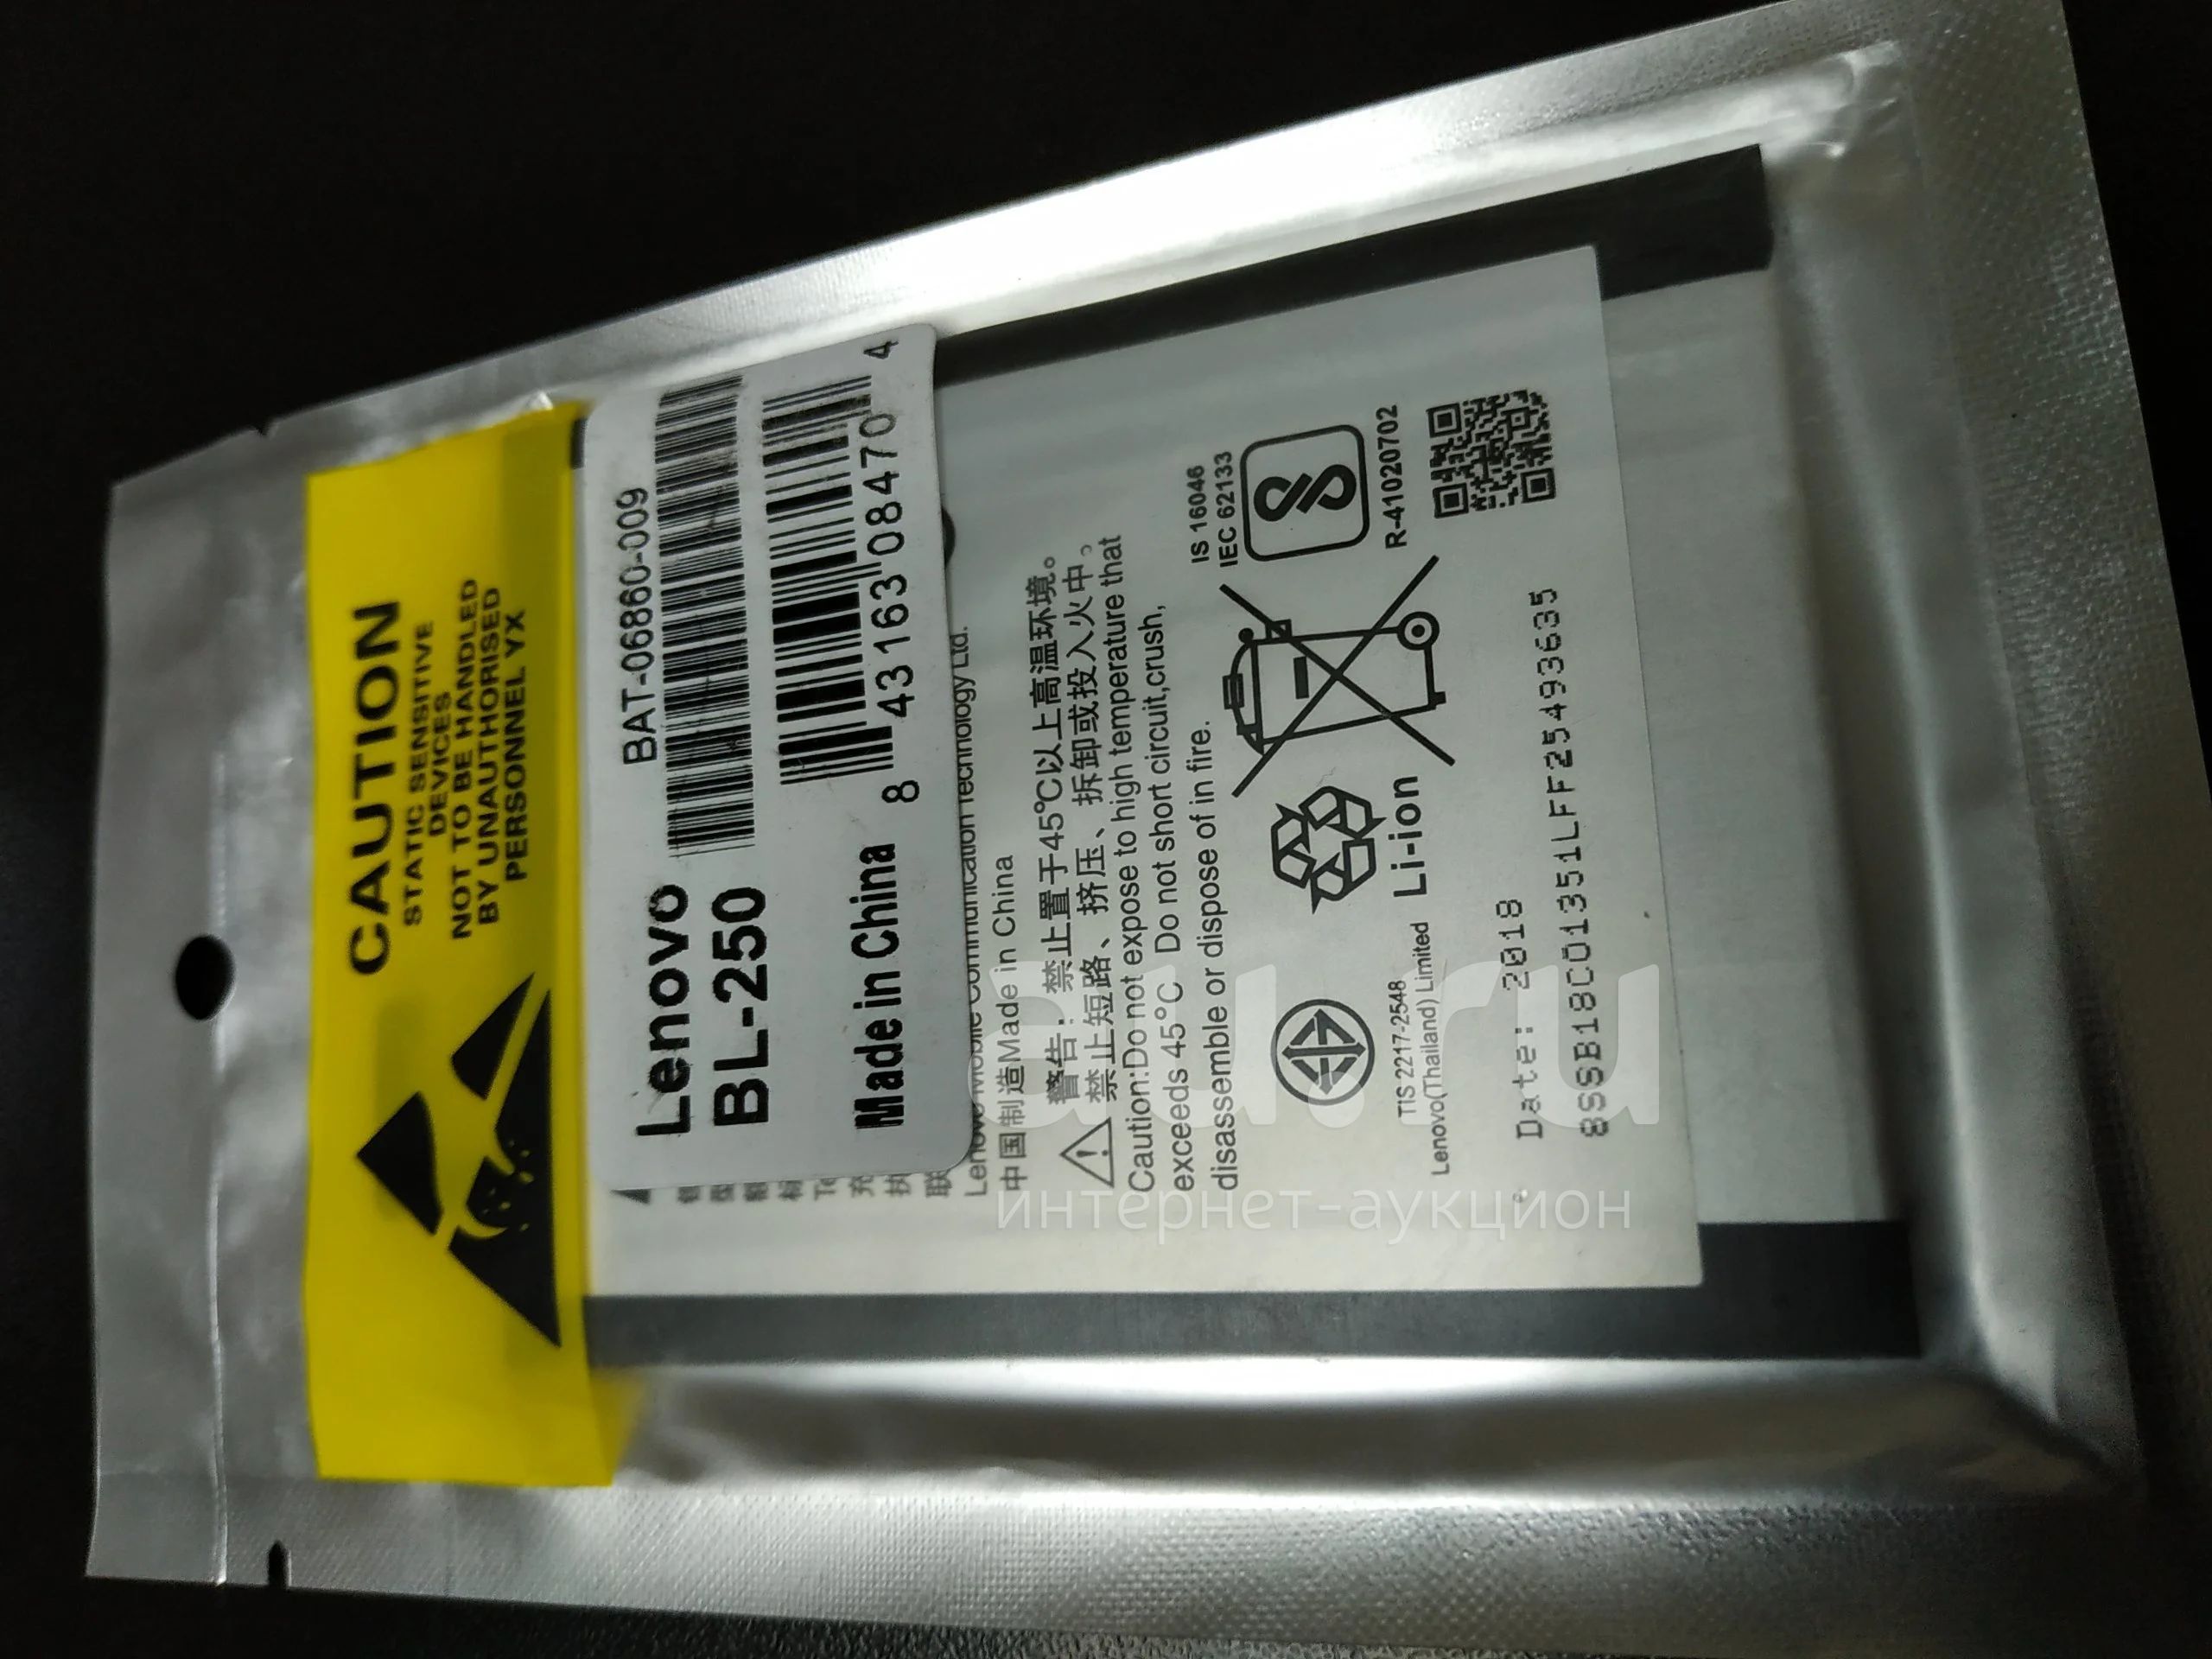 CAUTION
STATIC SENSITIVE
DEVICES
NOT TO BE HANDLED
BY UNAUTHORISED
PERSONNEL YX
Lenovo
BL-250
BAT-06860-009
Made in China
8 43163 08470 4
Lenovo Mobile Communication Technology Ltd.
中国制造Made in China
警告：禁止置于45℃以上高温环境。
禁止短路、挤压、拆卸或投入火中。
Caution:Do not expose to high temperature that
exceeds 45°C Do not short circuit,crush,
disassemble or dispose of in fire.
IS 16046
IEC 62133
R-41020702
Li-ion
TIS 2217-2548
Lenovo(Thailand) Limited
Date: 2018
8SSB18C01351LFF25493635
au.ru
интернет-аукцион